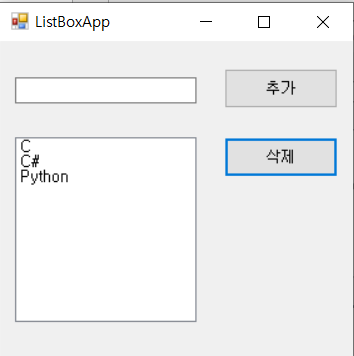 ListBoxApp
추가
삭제
C
C#
Python